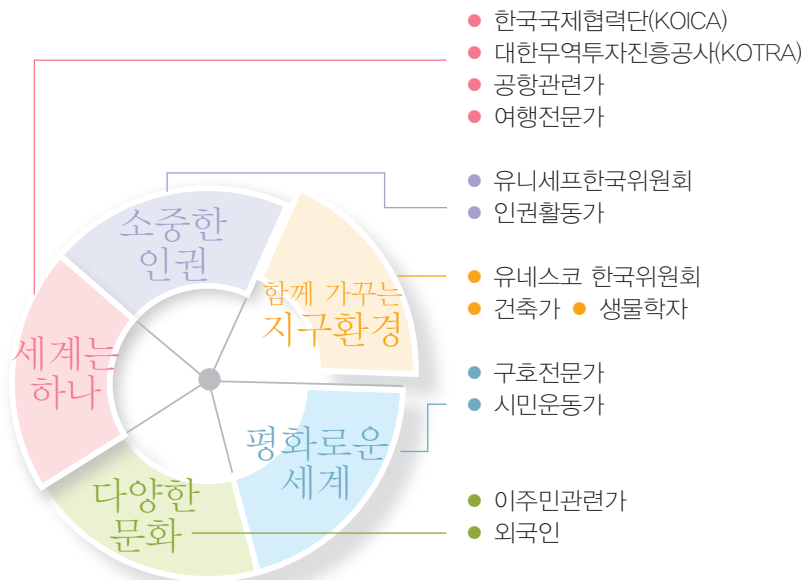 한국국제협력단(KOICA)
대한무역투자진흥공사(KOTRA)
공항관련가
여행전문가
유니세프한국위원회
인권활동가
유네스코 한국위원회
건축가 생물학자
구호전문가
시민운동가
이주민관련가
외국인
소중한
인권
함께 가꾸는
지구환경
세계는
하나
평화로운
세계
다양한
문화